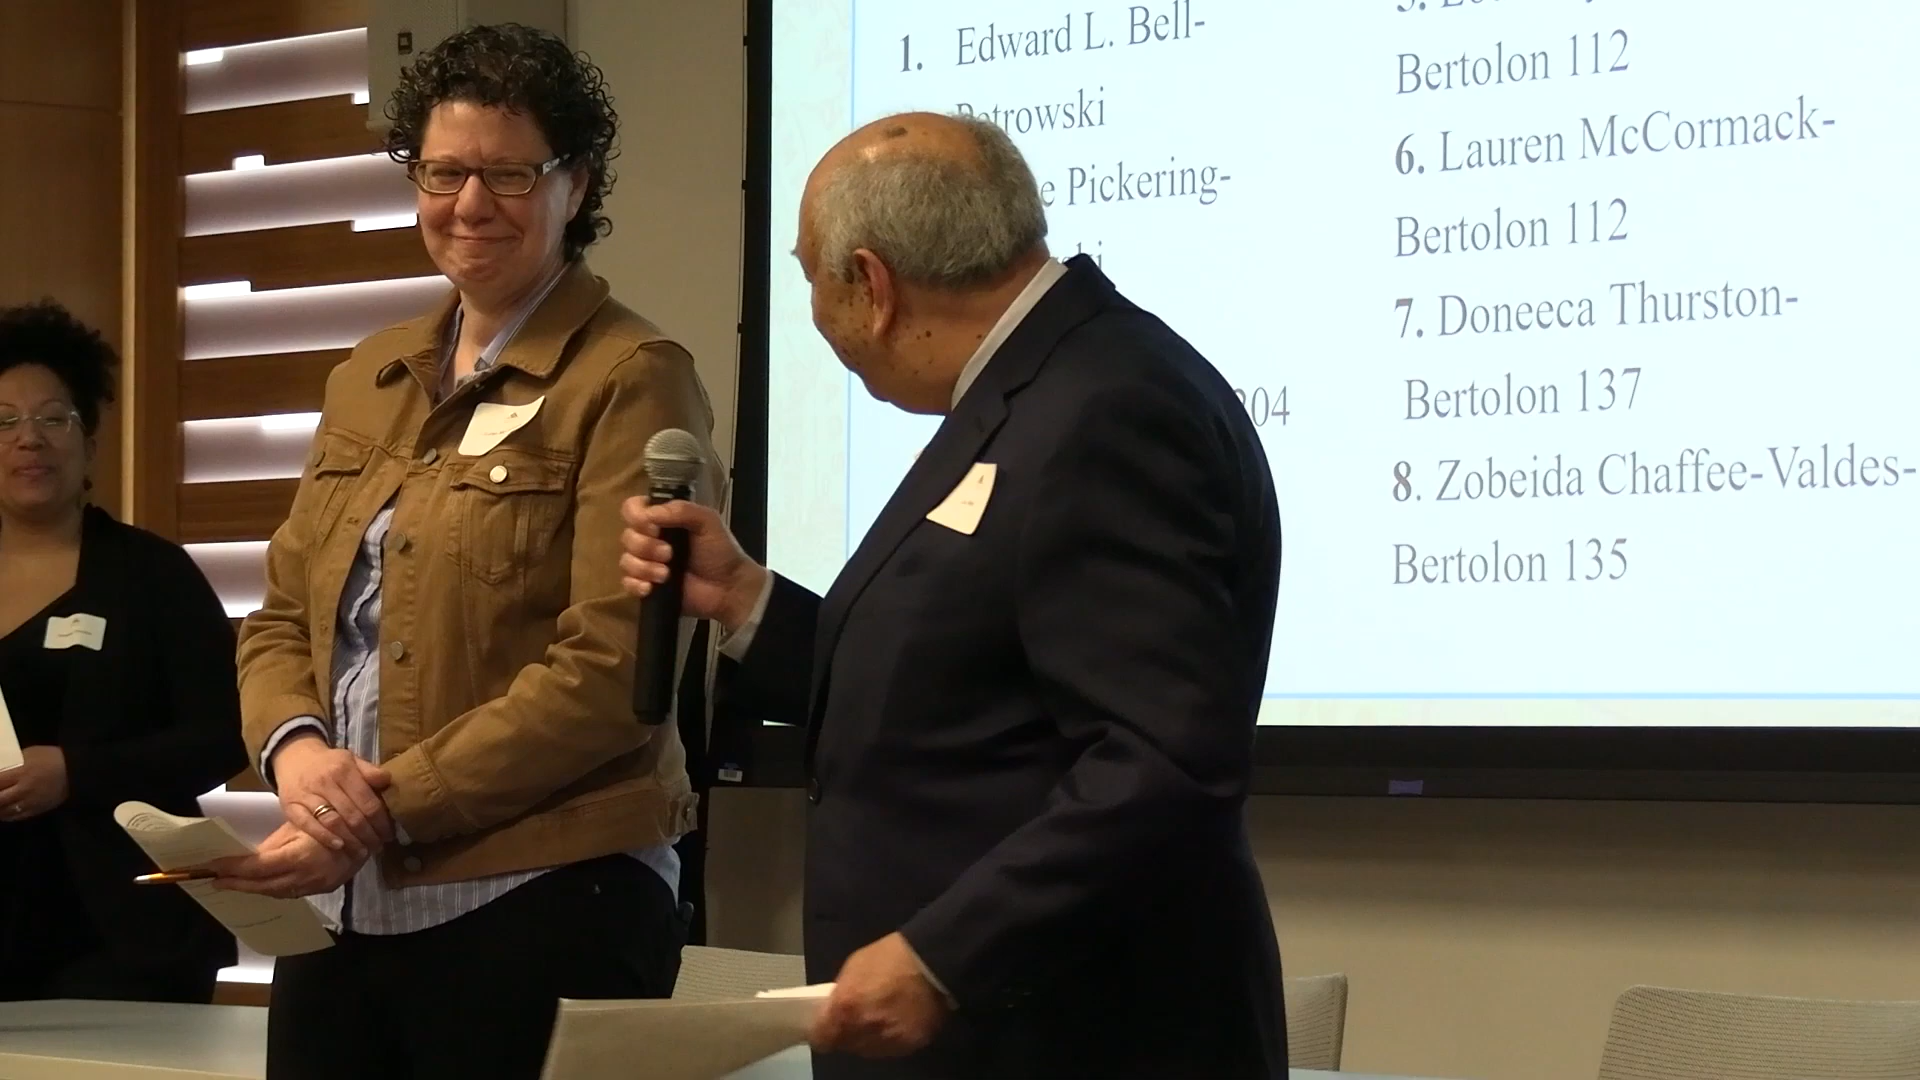 1. Edward L. Bell-
Petrowski
Pickering-
304
Bertolon 112
6. Lauren McCormack-
Bertolon 112
7. Doneeca Thurston-
Bertolon 137
8. Zobeida Chaffee-Valdes-
Bertolon 135